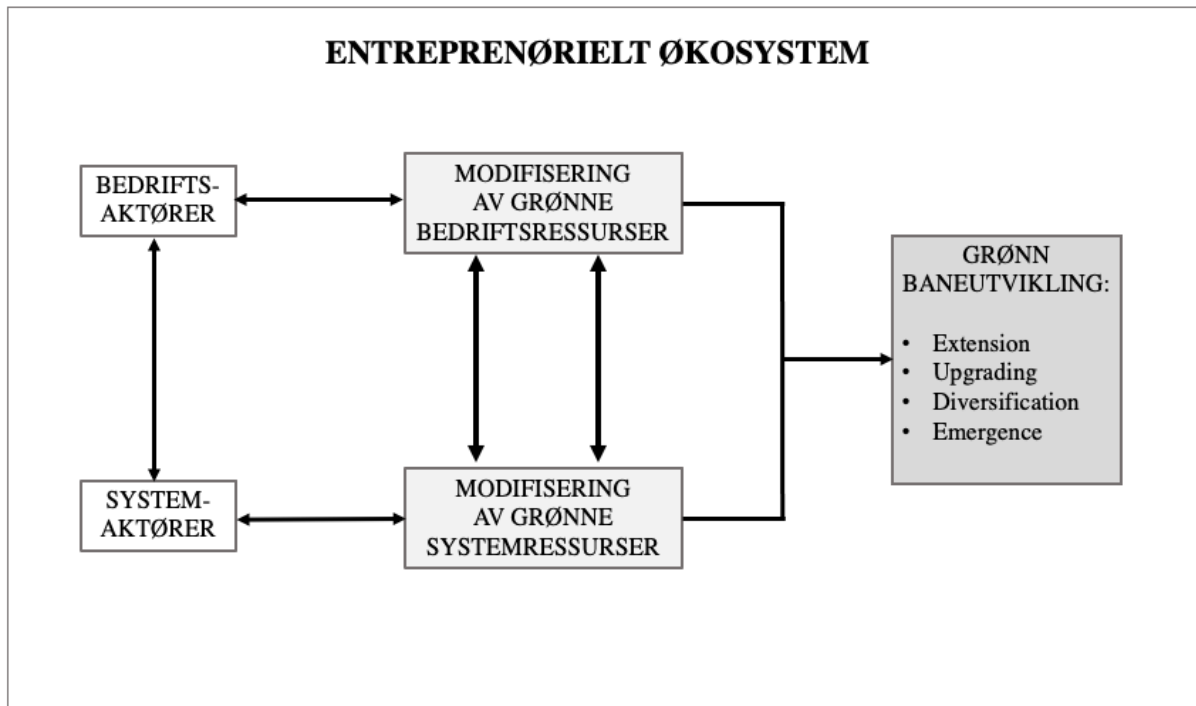 ENTREPRENØRIELT ØKOSYSTEM
BEDRIFTS-
AKTØRER
MODIFISERING
AV GRØNNE
BEDRIFTSRESSURSER
GRØNN
BANEUTVIKLING:
• Extension
• Upgrading
• Diversification
• Emergence
SYSTEM-
AKTØRER
MODIFISERING
AV GRØNNE
SYSTEMRESSURSER